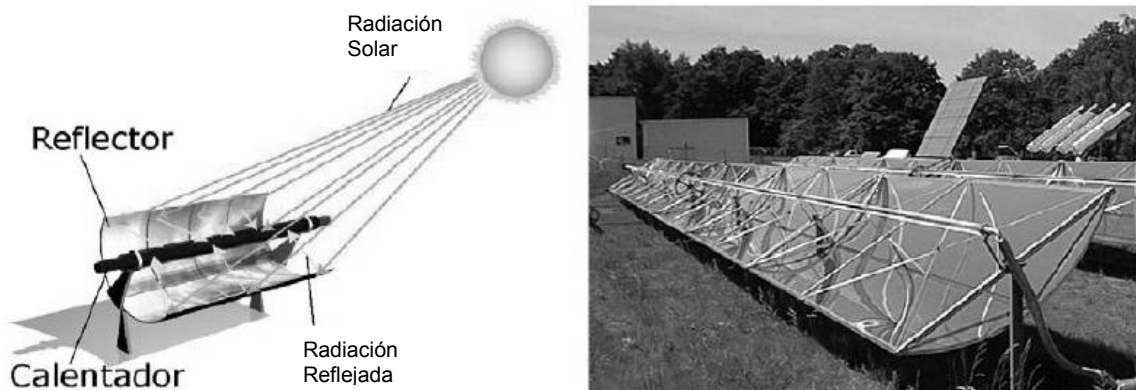 Radiación
Solar
Reflector
Calentador
Radiación
Reflejada